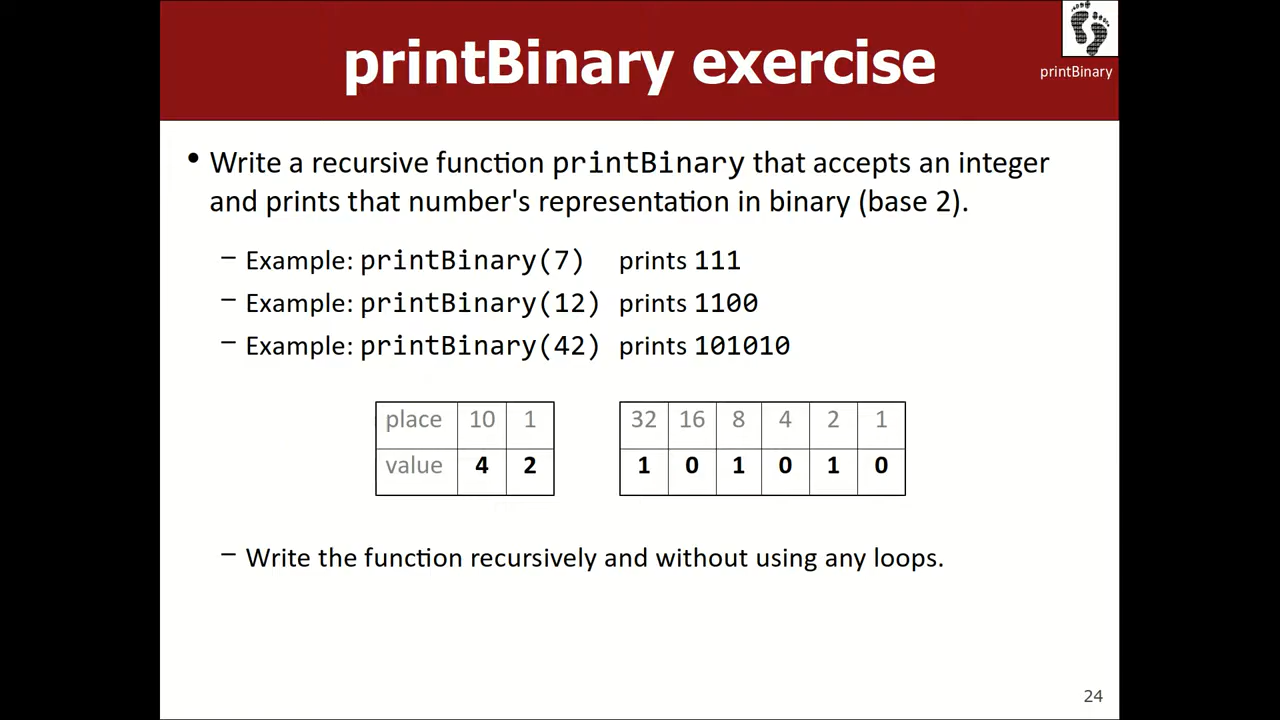 printBinary exercise
printBinary
• Write a recursive function printBinary that accepts an integer
and prints that number's representation in binary (base 2).
– Example: printBinary(7) prints 111
– Example: printBinary(12) prints 1100
– Example: printBinary(42) prints 101010
place 10 1 32 16 8 4 2 1
value 4 2 1 0 1 0 1 0
– Write the function recursively and without using any loops.
24